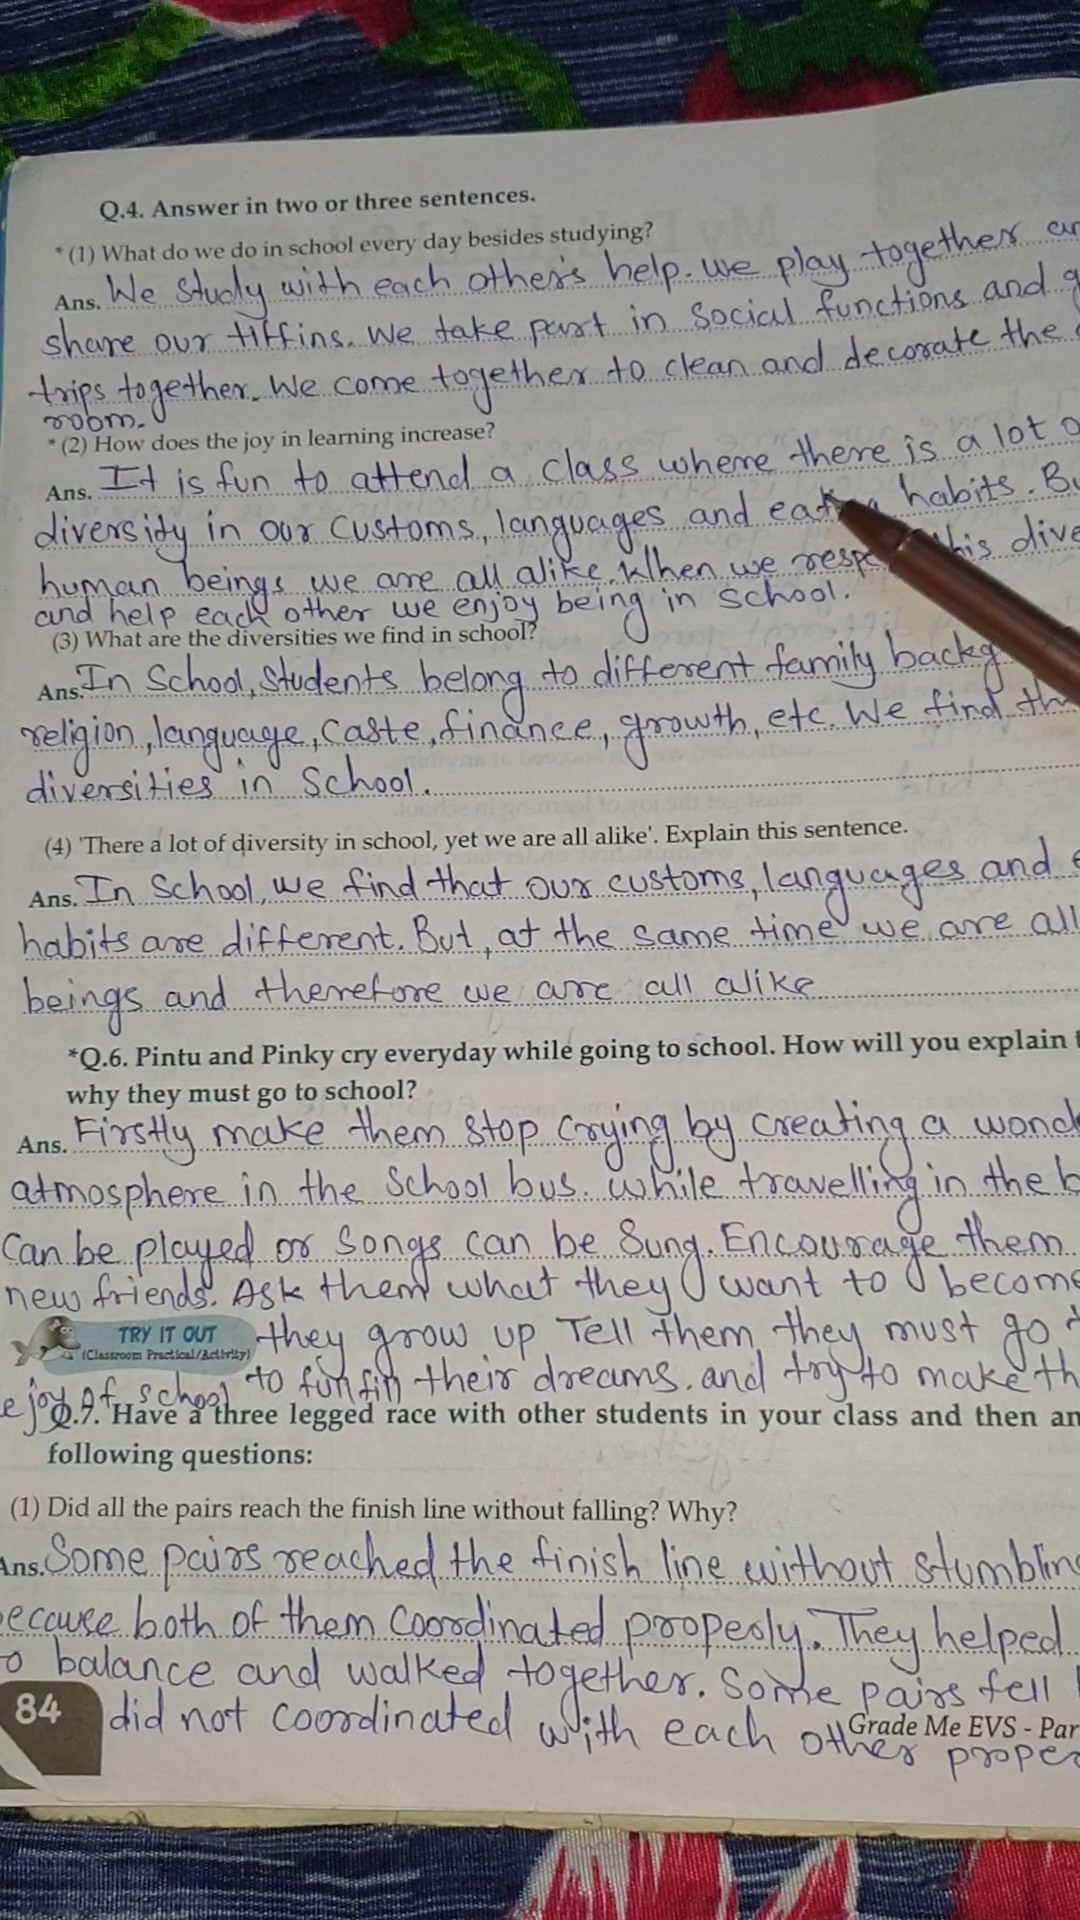 Q.4. Answer in two or three sentences.
* (1) What do we do in school every day besides studying?
Ans. We study with each other's help. we play together
share our tiffins. We take part in social functions and
trips together. We come together to clean and decorate the
room.
* (2) How does the joy in learning increase?
Ans. It is fun to attend a class where there is a lot
diversity in our customs, languages and habits.
human beings we are all alike. When we this
and help each other we enjoy being in school.
(3) What are the diversities we find in school?
Ans. In School, Students belong to different family
religion, language, caste, finance, growth, etc. We find
diversities in School.
(4) 'There a lot of diversity in school, yet we are all alike'. Explain this sentence.
Ans. In School, we find that our customs, languages and
habits are different. But, at the same time we are all
beings and therefore we are all alike
*Q.6. Pintu and Pinky cry everyday while going to school. How will you explain
why they must go to school?
Ans. Firstly make them stop crying by creating a
atmosphere in the School bus. while travelling in the
Can be played or songs can be Sung. Encourage them
new friends. Ask them what they want to become
TRY IT OUT they grow up Tell them they must go
(Classroom Practical/Activity)
to their dreams. and try to make
of school
Q.7. Have a three legged race with other students in your class and then
following questions:
(1) Did all the pairs reach the finish line without falling? Why?
Ans. Some pairs reached the finish line without
both of them coordinated properly. They helped
balance and walked together. Some pairs fell
84 did not coordinated with each other
Grade Me EVS -